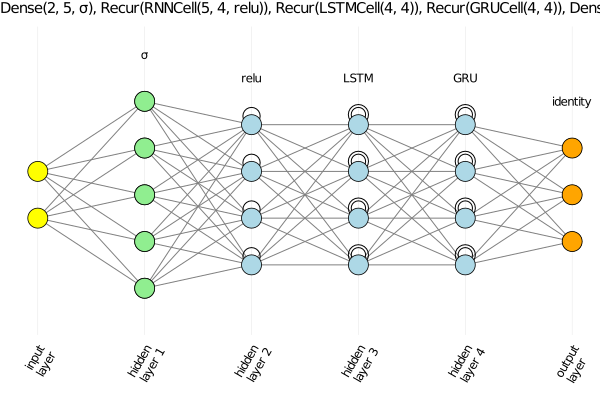 Dense(2, 5, σ), Recur(RNNCell(5, 4, relu)), Recur(LSTMCell(4, 4)), Recur(GRUCell(4, 4)), Dens
σ
relu
LSTM
GRU
identity
input
layer
hidden
layer 1
hidden
layer 2
hidden
layer 3
hidden
layer 4
output
layer